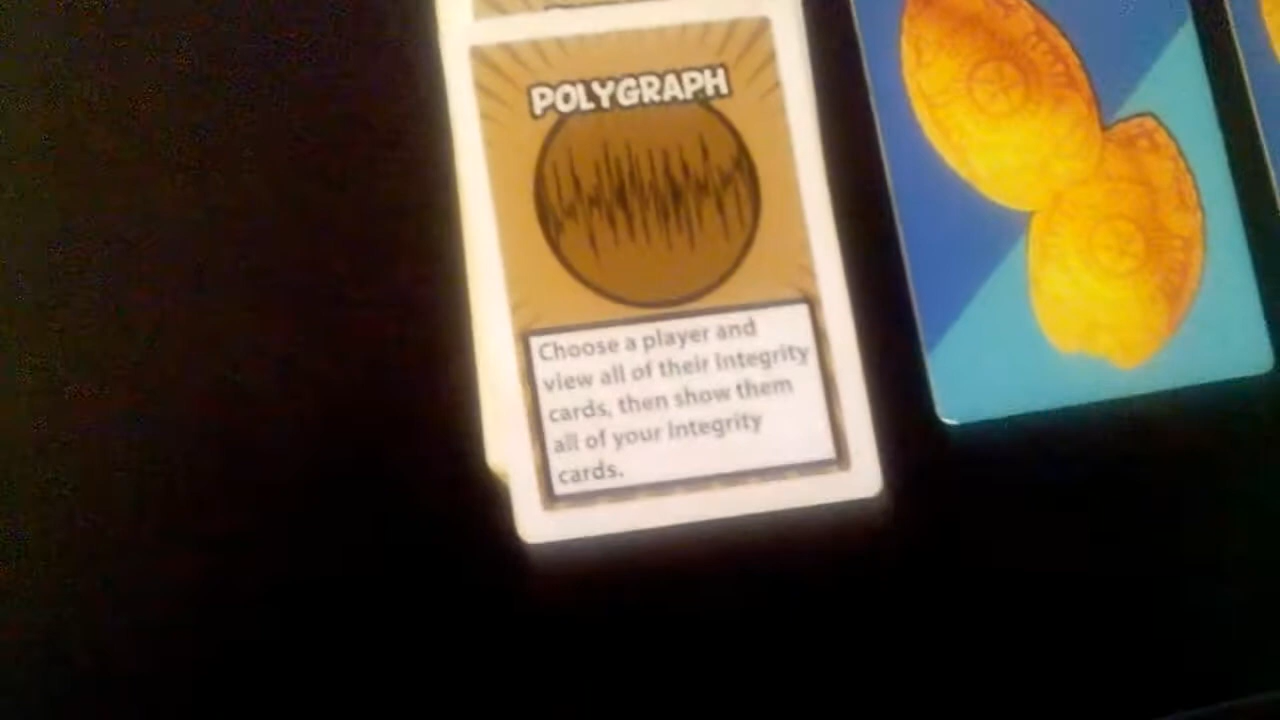 POLYGRAPH
Choose a player and
view all of their Integrity
cards, then show them
all of your Integrity
cards.